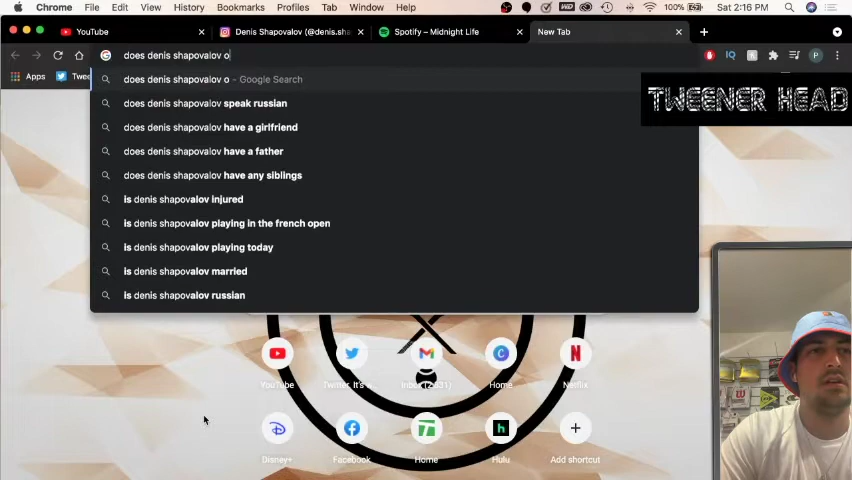 Chrome File Edit View History Bookmarks Profiles Tab Window Help 100% Sat 2:16 PM
YouTube Denis Shapovalov (@denis.sha Spotify – Midnight Life New Tab
does denis shapovalov o
Apps Twee
does denis shapovalov o - Google Search
does denis shapovalov speak russian
does denis shapovalov have a girlfriend
does denis shapovalov have a father
does denis shapovalov have any siblings
is denis shapovalov injured
is denis shapovalov playing in the french open
is denis shapovalov playing today
is denis shapovalov married
is denis shapovalov russian
TWEENER HEAD
YouTube Twitter. It's w Home Netflix
Disney+ Facebook Home Hulu Add shortcut